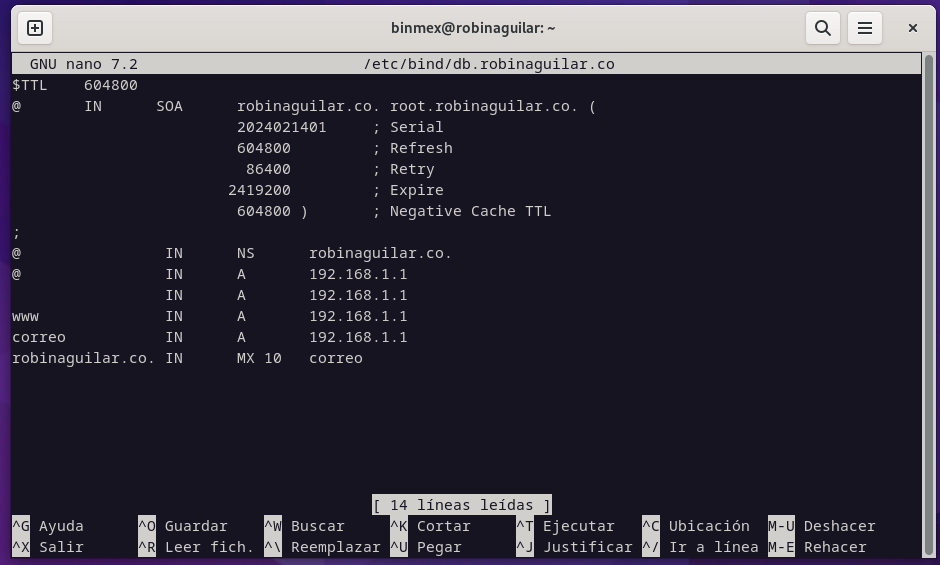 binmex@robinaguilar: ~
GNU nano 7.2 /etc/bind/db.robinaguilar.co
$TTL 604800
@ IN SOA robinaguilar.co. root.robinaguilar.co. (
2024021401 ; Serial
604800 ; Refresh
86400 ; Retry
2419200 ; Expire
604800 ) ; Negative Cache TTL
;
@ IN NS robinaguilar.co.
@ IN A 192.168.1.1
IN A 192.168.1.1
www IN A 192.168.1.1
correo IN A 192.168.1.1
robinaguilar.co. IN MX 10 correo
[ 14 líneas leídas ]
^G Ayuda ^O Guardar ^W Buscar ^K Cortar ^T Ejecutar ^C Ubicación M-U Deshacer
^X Salir ^R Leer fich. ^\ Reemplazar ^U Pegar ^J Justificar ^/ Ir a línea M-E Rehacer